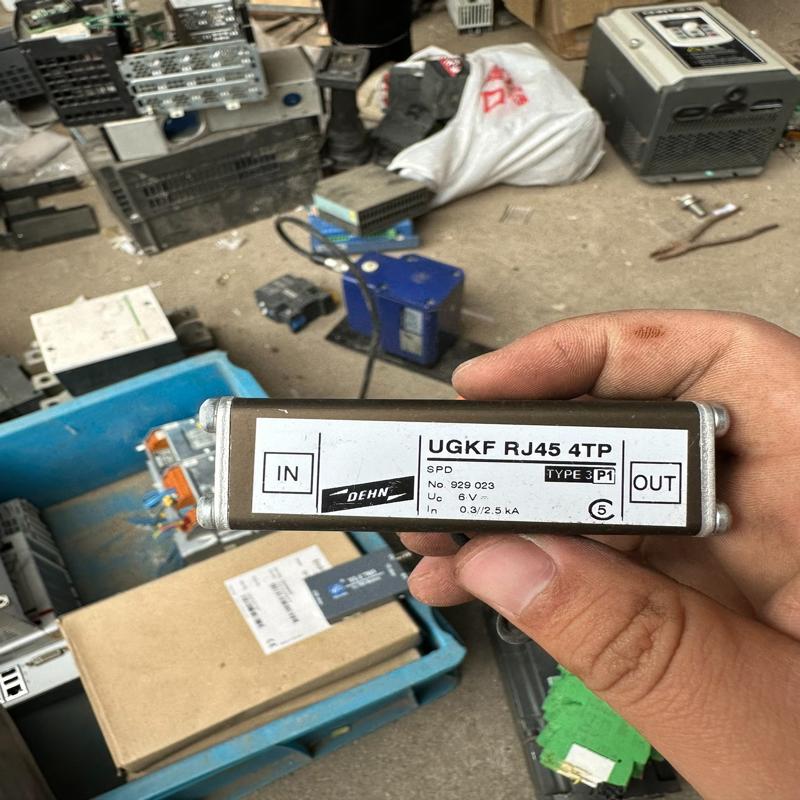 IN
DEHN
UGKF RJ45 4TP
SPD
TYPE 3 P1
No. 929 023
Uc 6 V ⎓
In 0.3//2.5 kA
5
OUT